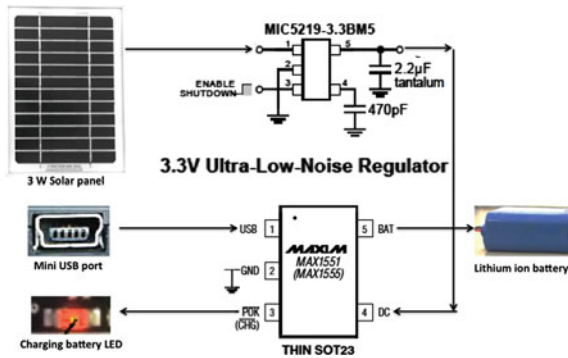 MIC5219-3.3BM5
1
5
2
ENABLE
SHUTDOWN
3
4
2.2µF
tantalum
470pF
3 W Solar panel
3.3V Ultra-Low-Noise Regulator
Mini USB port
USB 1
5 BAT
MAXIM
MAX1551
(MAX1555)
GND 2
Lithium ion battery
POK 3
(CHG)
4 DC
Charging battery LED
THIN SOT23